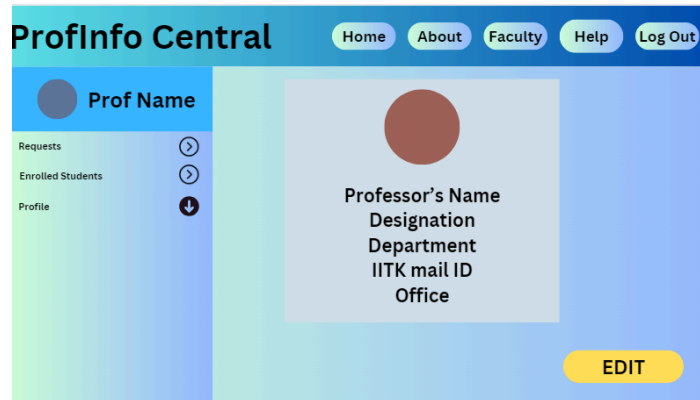 ProfInfo Central
Home About Faculty Help Log Out
Prof Name
Requests
Enrolled Students
Profile
Professor’s Name
Designation
Department
IITK mail ID
Office
EDIT